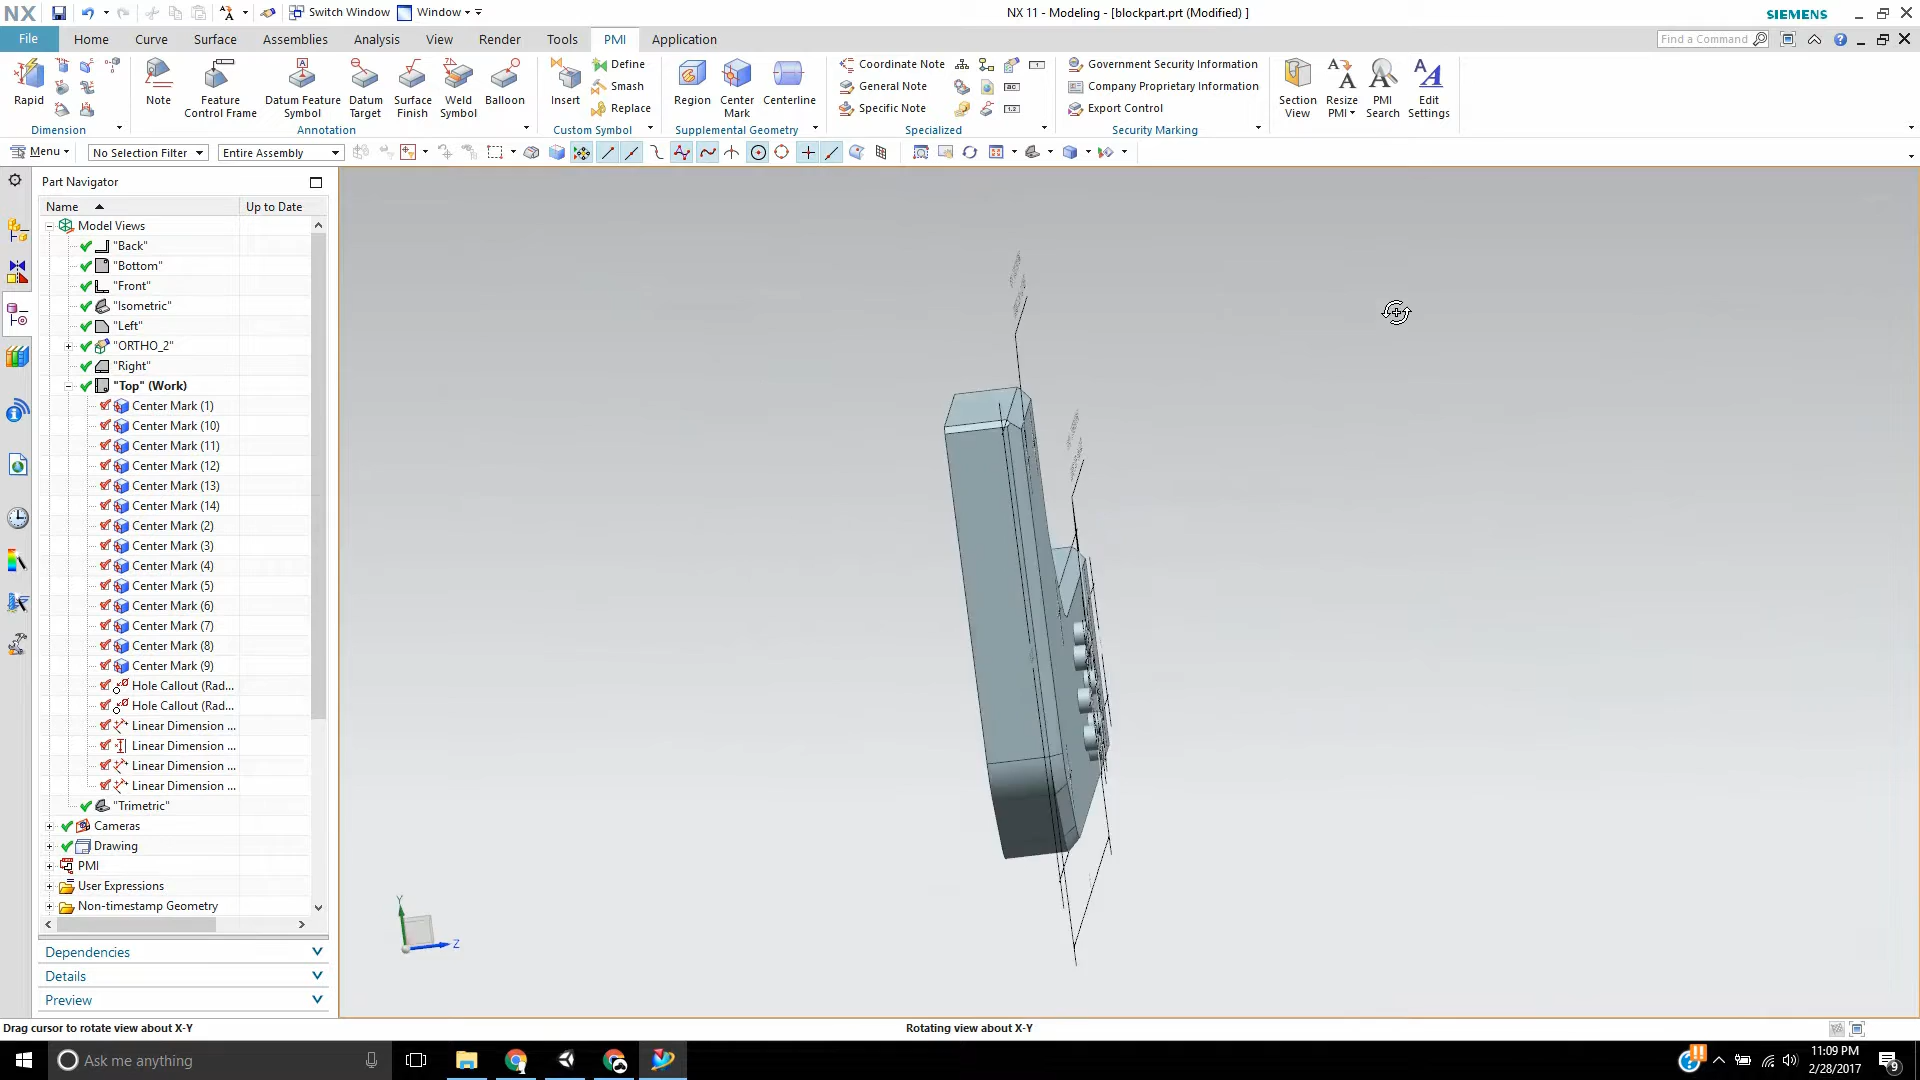 NX
Switch Window
Window
NX 11 - Modeling - [blockpart.prt (Modified) ]
SIEMENS
File
Home
Curve
Surface
Assemblies
Analysis
View
Render
Tools
PMI
Application
Find a Command
Rapid
Dimension
Note
Feature
Control Frame
Datum Feature
Symbol
Datum
Target
Surface
Finish
Weld
Symbol
Balloon
Annotation
Insert
Define
Smash
Replace
Custom Symbol
Region
Center
Mark
Centerline
Supplemental Geometry
Coordinate Note
General Note
Specific Note
Specialized
Government Security Information
Company Proprietary Information
Export Control
Security Marking
Section
View
Resize
PMI
PMI
Search
Edit
Settings
Menu
No Selection Filter
Entire Assembly
Part Navigator
Name
Up to Date
Model Views
"Back"
"Bottom"
"Front"
"Isometric"
"Left"
"ORTHO_2"
"Right"
"Top" (Work)
Center Mark (1)
Center Mark (10)
Center Mark (11)
Center Mark (12)
Center Mark (13)
Center Mark (14)
Center Mark (2)
Center Mark (3)
Center Mark (4)
Center Mark (5)
Center Mark (6)
Center Mark (7)
Center Mark (8)
Center Mark (9)
Hole Callout (Rad...
Hole Callout (Rad...
Linear Dimension ...
Linear Dimension ...
Linear Dimension ...
Linear Dimension ...
"Trimetric"
Cameras
Drawing
PMI
User Expressions
Non-timestamp Geometry
Dependencies
Details
Preview
Y
Z
Drag cursor to rotate view about X-Y
Rotating view about X-Y
Ask me anything
11:09 PM
2/28/2017
9